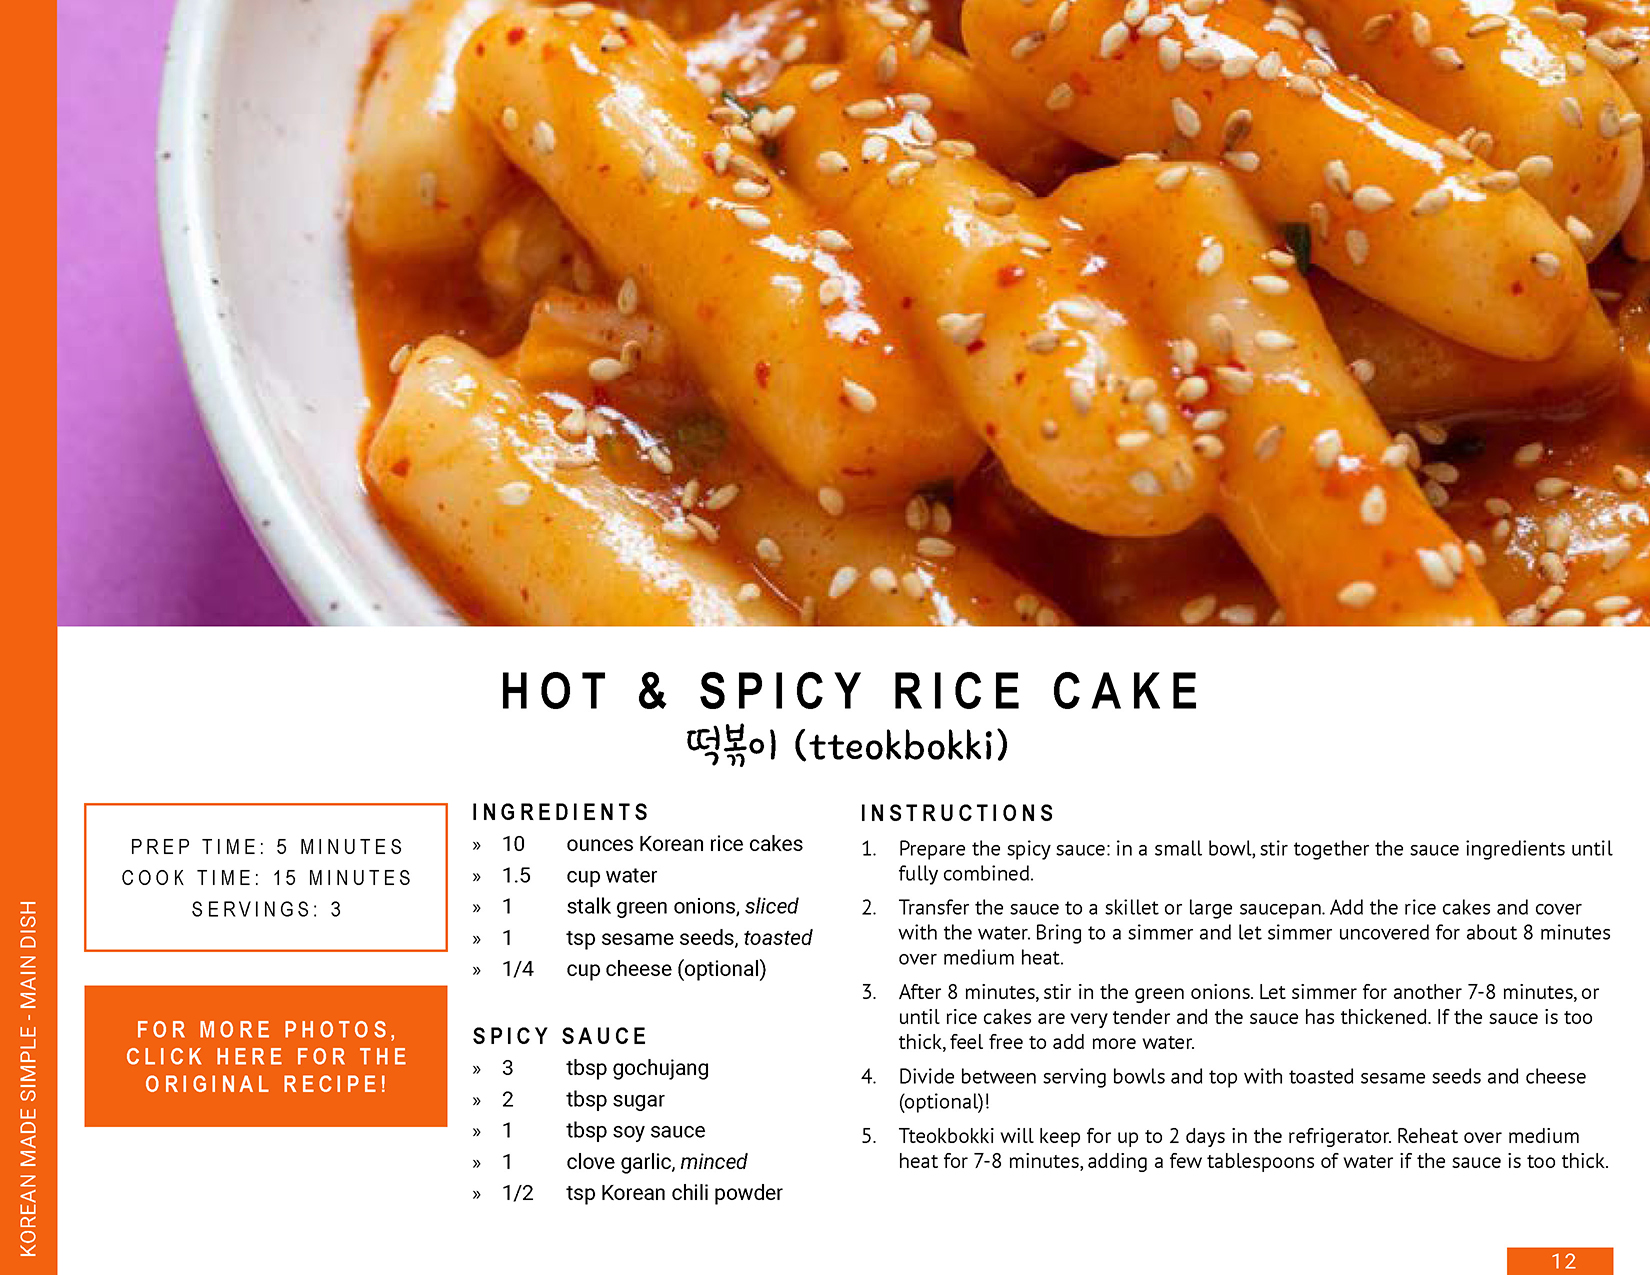 HOT & SPICY RICE CAKE
떡볶이 (tteokbokki)
PREP TIME: 5 MINUTES
COOK TIME: 15 MINUTES
SERVINGS: 3
FOR MORE PHOTOS,
CLICK HERE FOR THE
ORIGINAL RECIPE!
INGREDIENTS
» 10 ounces Korean rice cakes
» 1.5 cup water
» 1 stalk green onions, sliced
» 1 tsp sesame seeds, toasted
» 1/4 cup cheese (optional)
SPICY SAUCE
» 3 tbsp gochujang
» 2 tbsp sugar
» 1 tbsp soy sauce
» 1 clove garlic, minced
» 1/2 tsp Korean chili powder
INSTRUCTIONS
1. Prepare the spicy sauce: in a small bowl, stir together the sauce ingredients until
fully combined.
2. Transfer the sauce to a skillet or large saucepan. Add the rice cakes and cover
with the water. Bring to a simmer and let simmer uncovered for about 8 minutes
over medium heat.
3. After 8 minutes, stir in the green onions. Let simmer for another 7-8 minutes, or
until rice cakes are very tender and the sauce has thickened. If the sauce is too
thick, feel free to add more water.
4. Divide between serving bowls and top with toasted sesame seeds and cheese
(optional)!
5. Tteokbokki will keep for up to 2 days in the refrigerator. Reheat over medium
heat for 7-8 minutes, adding a few tablespoons of water if the sauce is too thick.
KOREAN MADE SIMPLE - MAIN DISH
12